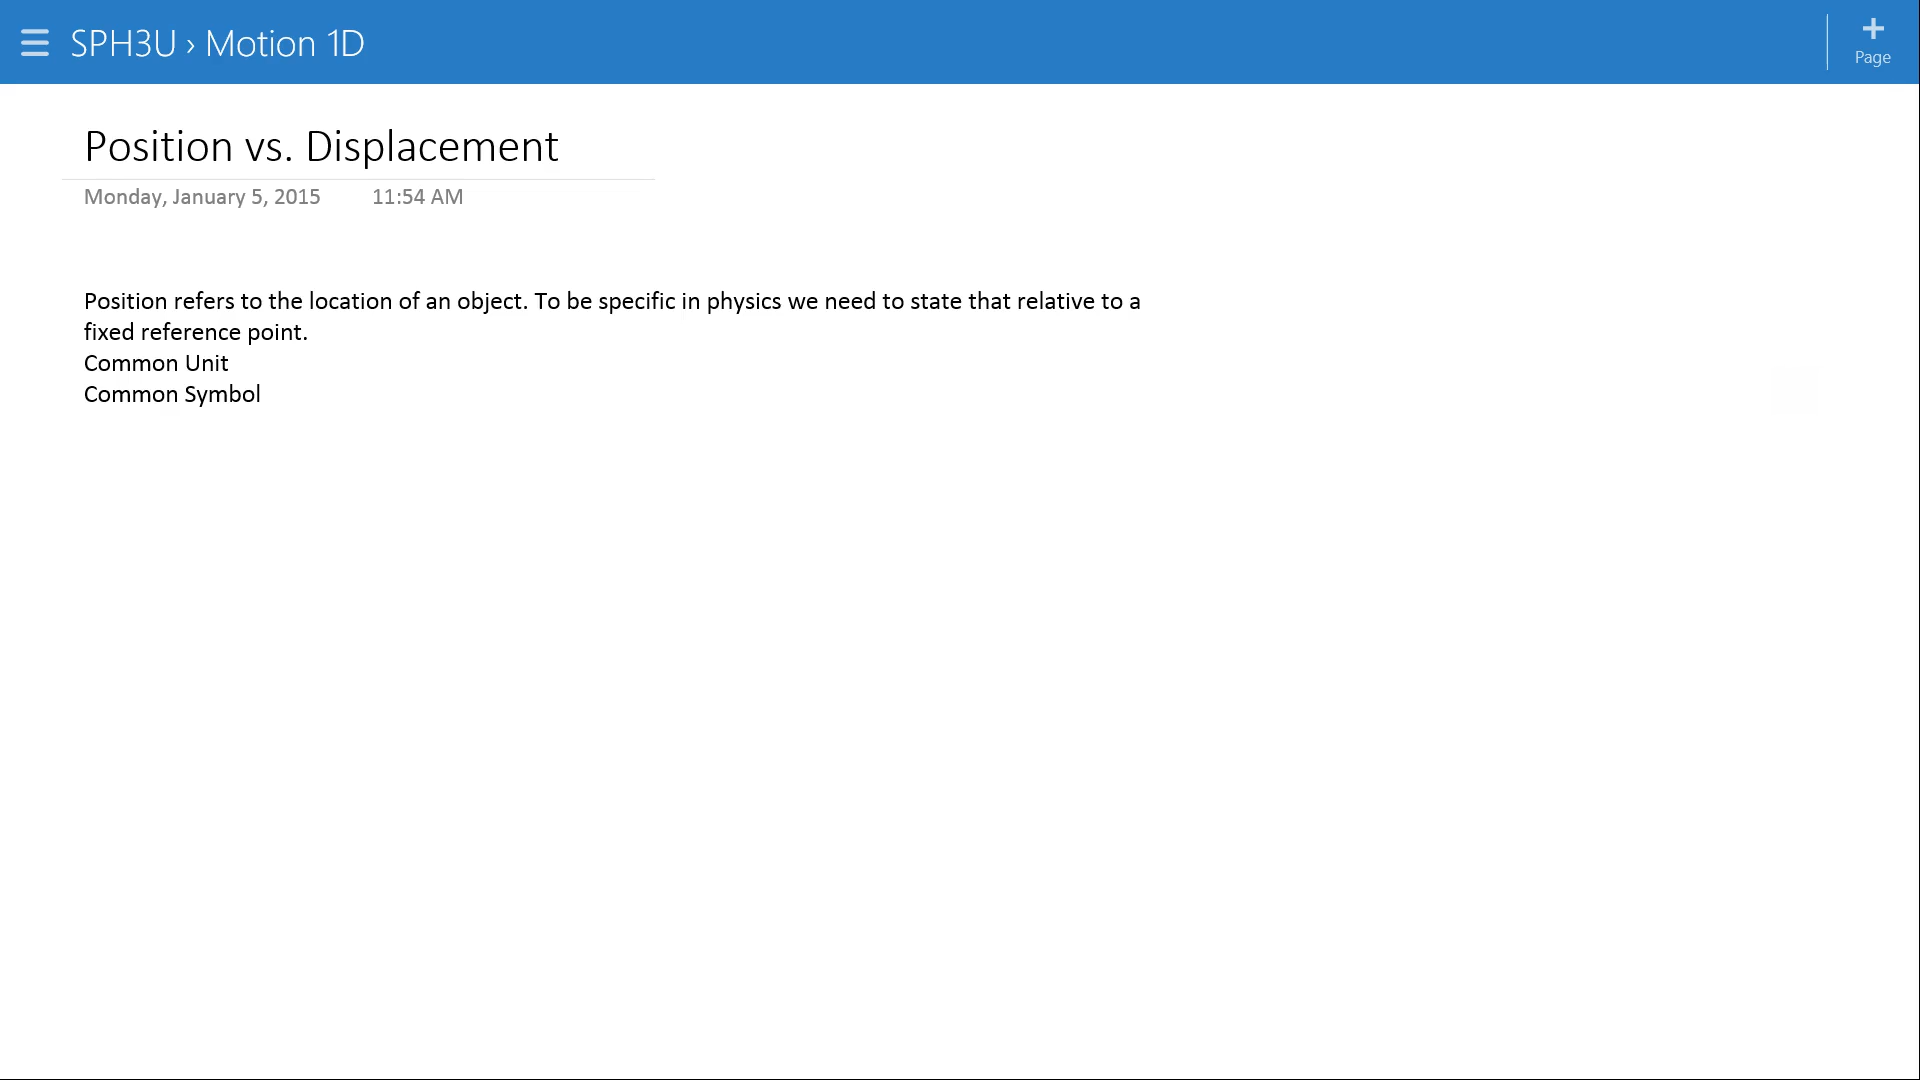 SPH3U › Motion 1D
Page
Position vs. Displacement
Monday, January 5, 2015 11:54 AM
Position refers to the location of an object. To be specific in physics we need to state that relative to a
fixed reference point.
Common Unit
Common Symbol